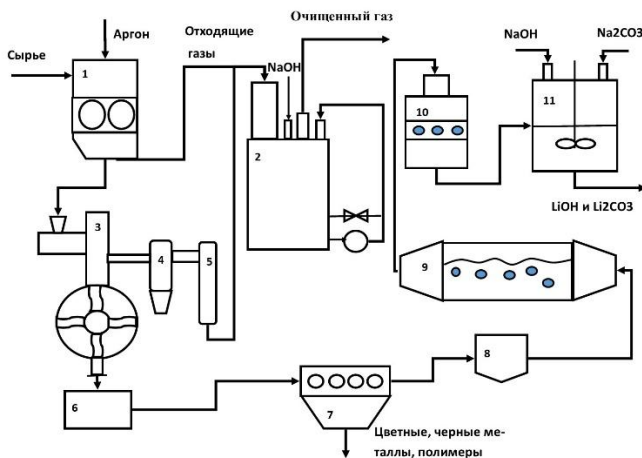 Очищенный газ
Отходящие
газы
Аргон
Сырье
NaOH
NaOH
Na2CO3
1
2
10
11
LiOH и Li2CO3
3
4
5
9
8
6
7
Цветные, черные ме-
таллы, полимеры